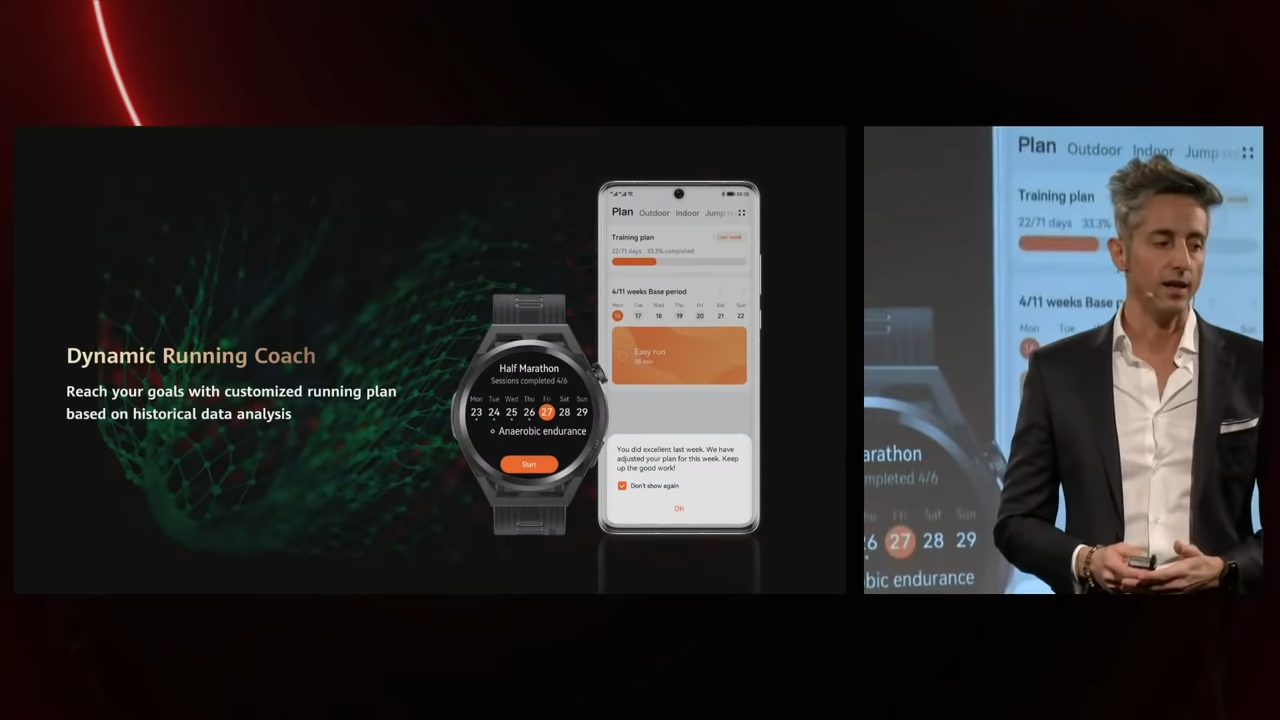 Dynamic Running Coach
Reach your goals with customized running plan
based on historical data analysis
Half Marathon
Sessions completed 4/6
Mon Tue Wed Thu Fri Sat Sun
23 24 25 26 27 28 29
Anaerobic endurance
Start
Plan Outdoor Indoor Jump
Training plan
Last week
22/71 days 33.3% completed
4/11 weeks Base period
Mon Tue Wed Thu Fri Sat Sun
16 17 18 19 20 21 22
Easy run
You did excellent last week. We have
adjusted your plan for this week. Keep
up the good work!
Don't show again
OK
Plan Outdoor Indoor Jump
Training plan
22/71 days 33.3%
4/11 weeks Base
Mon Tue Sun
arathon
mpleted 4/6
Fri Sat Sun
27 28 29
bic endurance